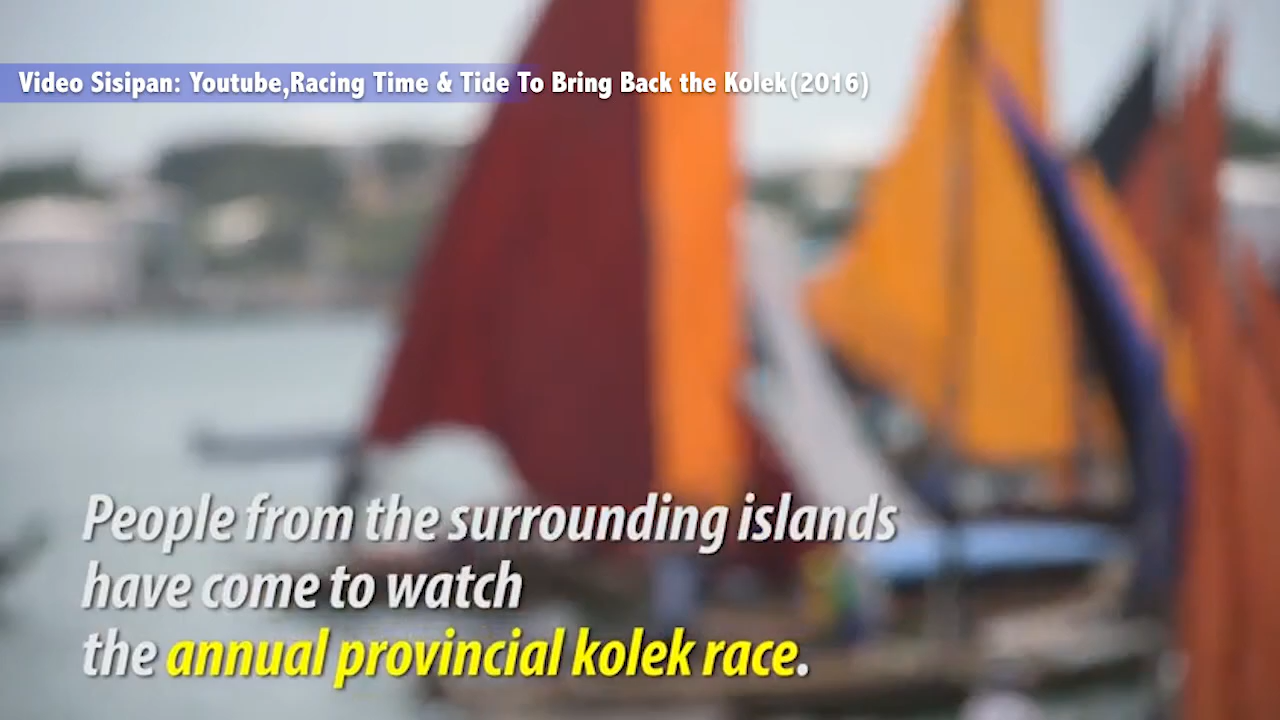 Video Sisipan: Youtube,Racing Time & Tide To Bring Back the Kolek(2016)
People from the surrounding islands
have come to watch
the annual provincial kolek race.